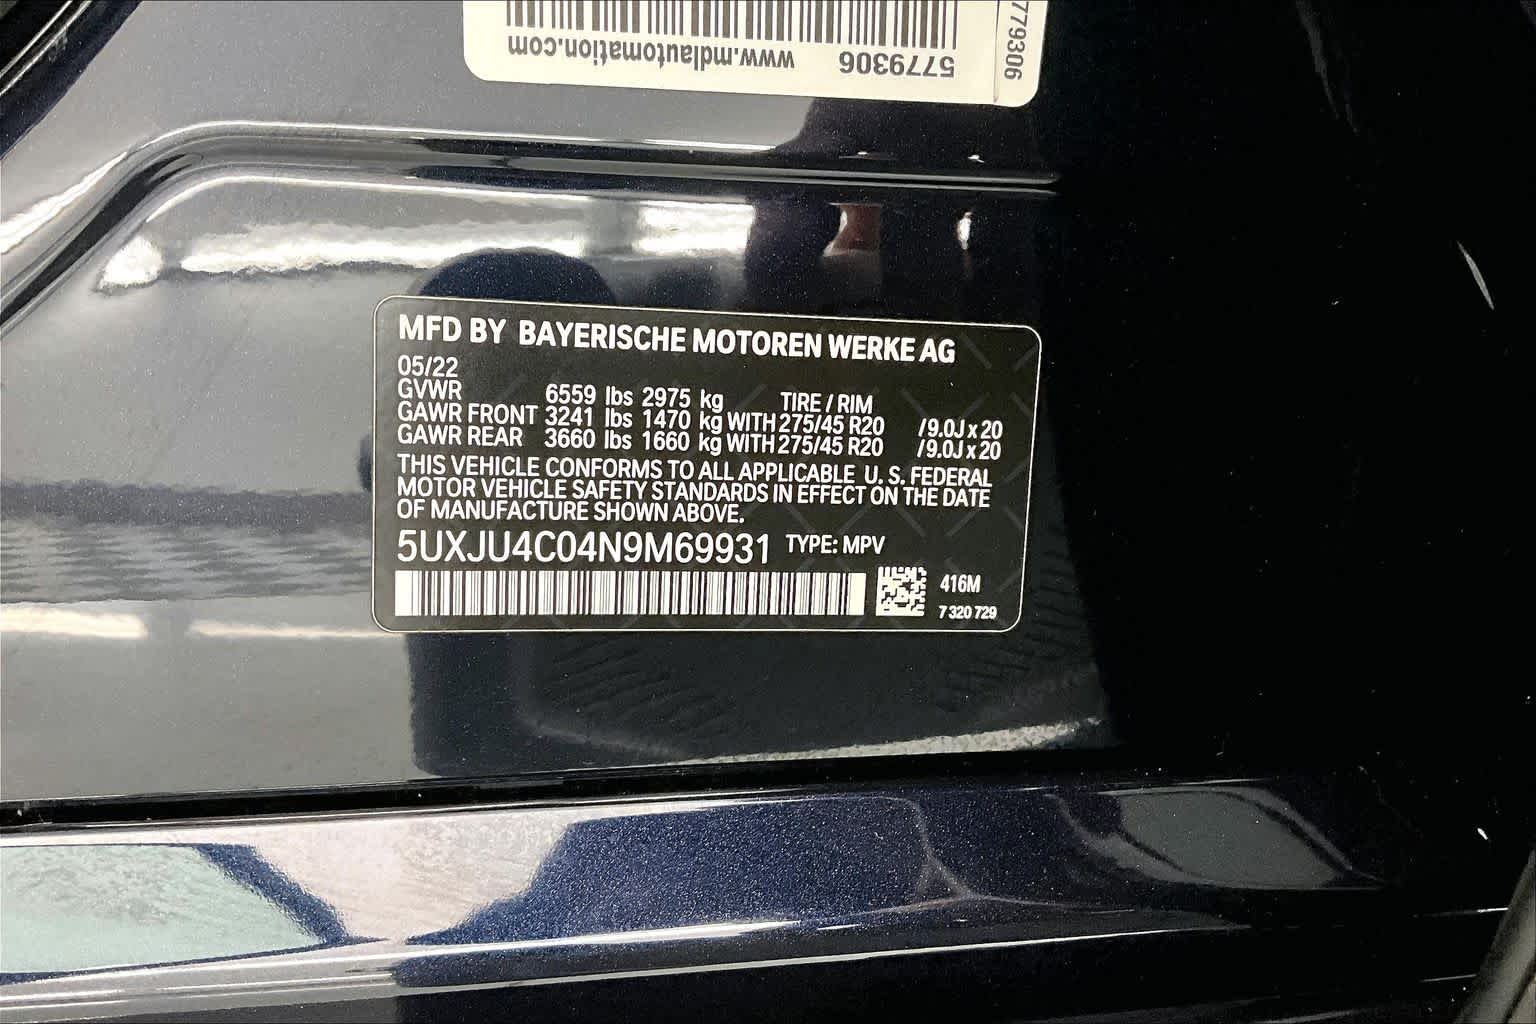 www.mdlautomation.com 5779306
779306
MFD BY BAYERISCHE MOTOREN WERKE AG
05/22
GVWR 6559 lbs 2975 kg TIRE / RIM
GAWR FRONT 3241 lbs 1470 kg WITH 275/45 R20 /9.0J x 20
GAWR REAR 3660 lbs 1660 kg WITH 275/45 R20 /9.0J x 20
THIS VEHICLE CONFORMS TO ALL APPLICABLE U. S. FEDERAL
MOTOR VEHICLE SAFETY STANDARDS IN EFFECT ON THE DATE
OF MANUFACTURE SHOWN ABOVE.
5UXJU4C04N9M69931 TYPE: MPV
416M
7 320 729